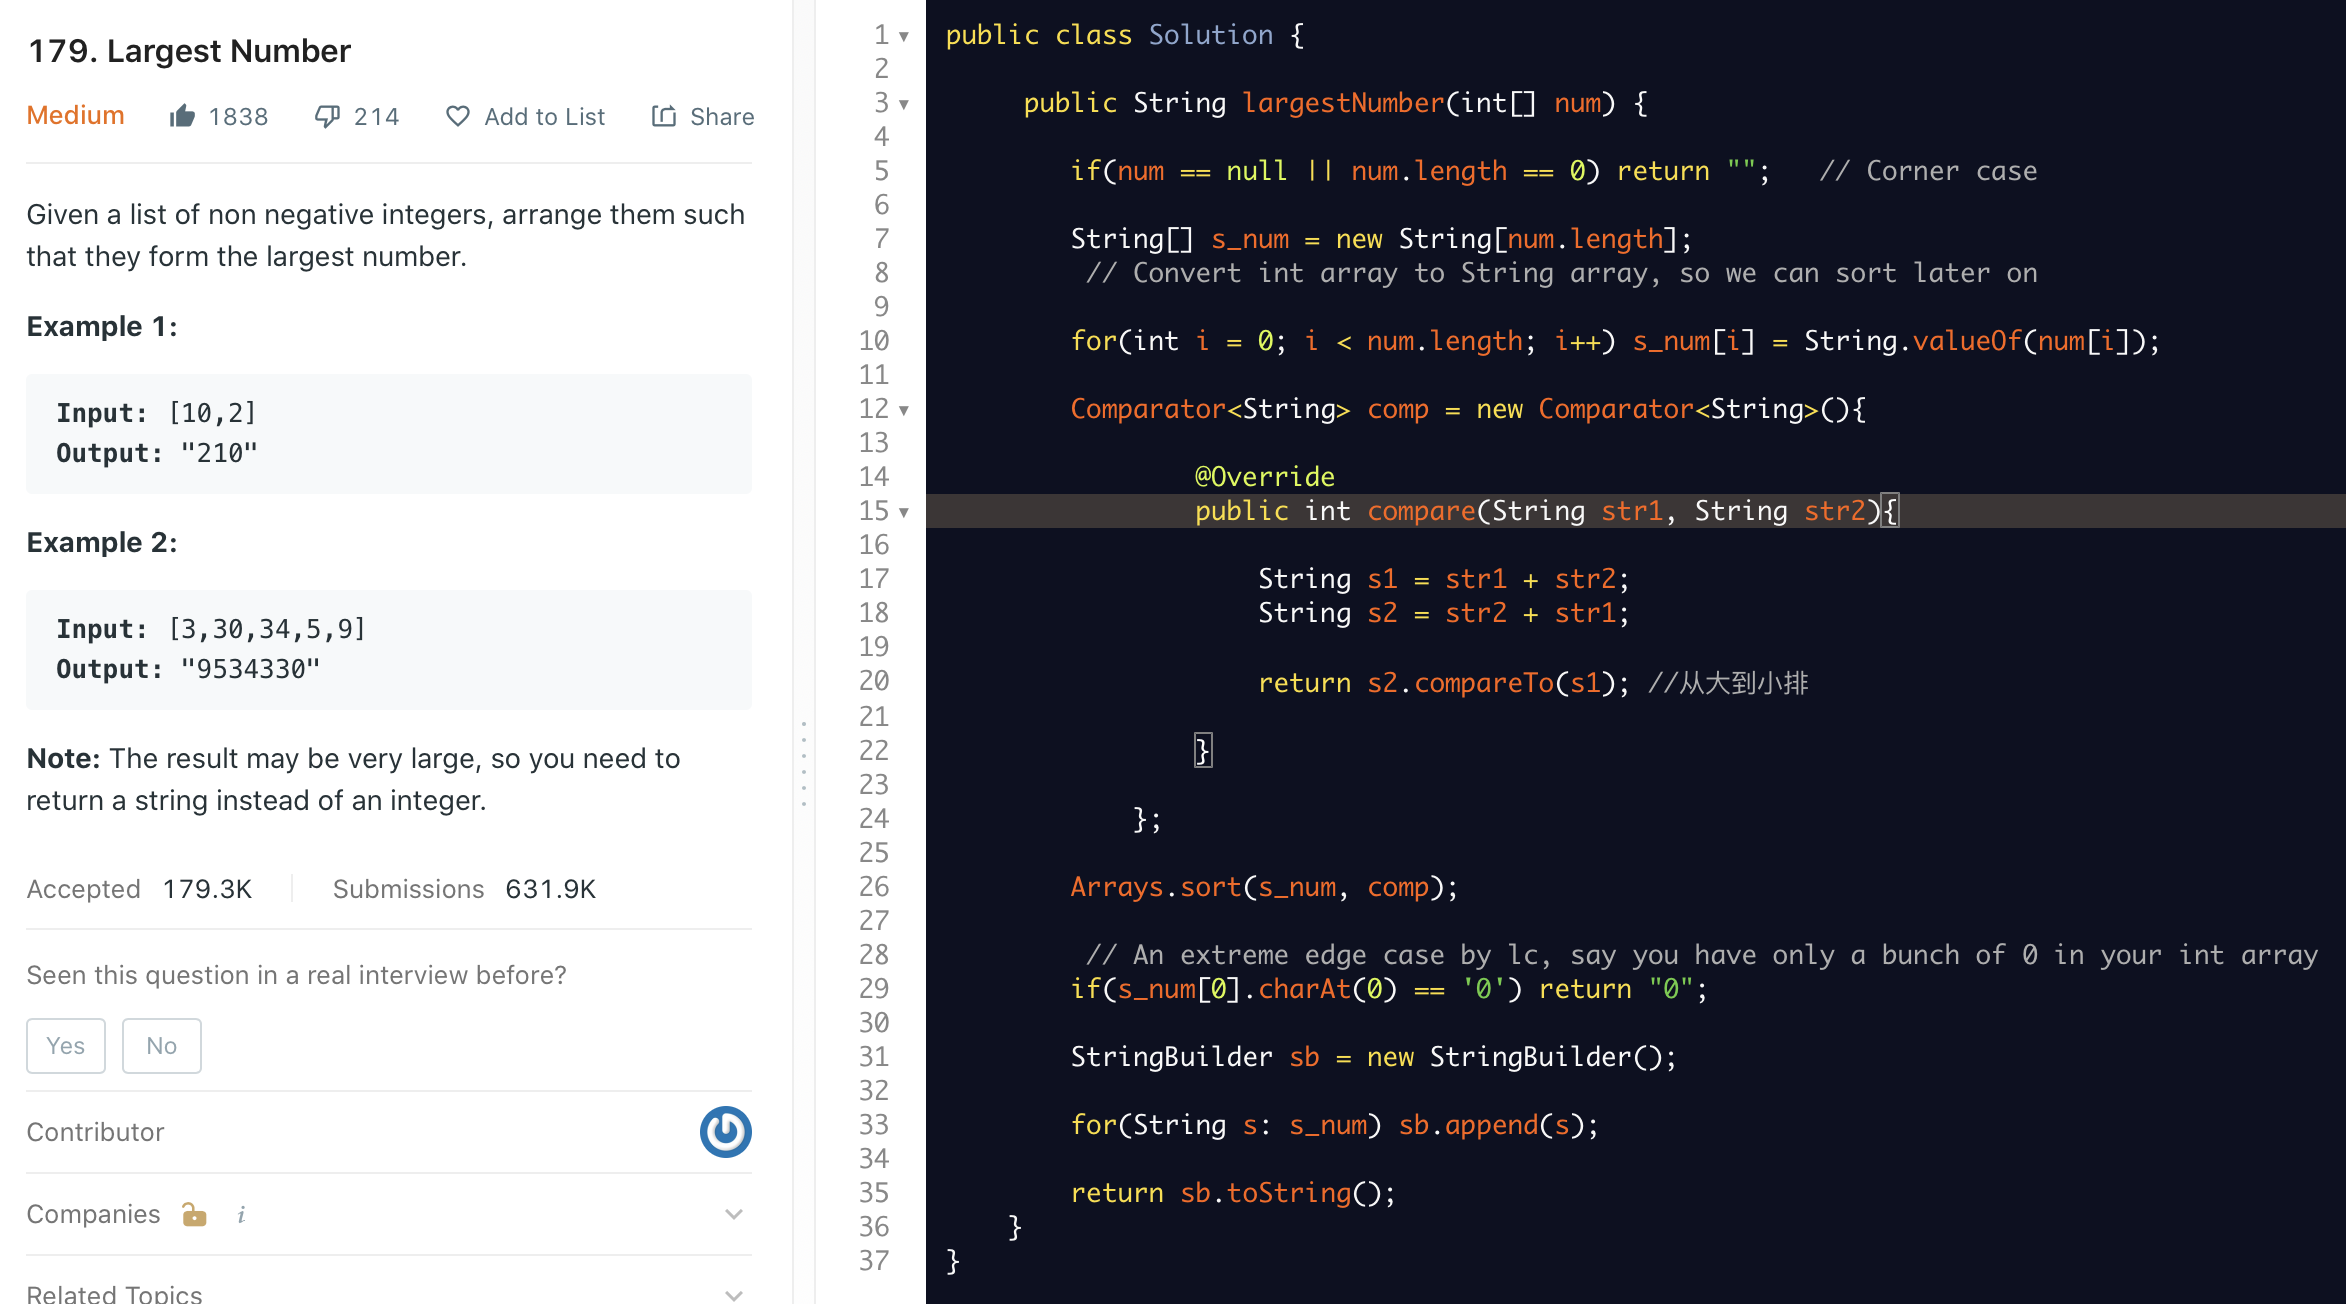 179. Largest Number
Medium 1838 214 Add to List Share
Given a list of non negative integers, arrange them such
that they form the largest number.
Example 1:
Input: [10,2]
Output: "210"
Example 2:
Input: [3,30,34,5,9]
Output: "9534330"
Note: The result may be very large, so you need to
return a string instead of an integer.
Accepted 179.3K Submissions 631.9K
Seen this question in a real interview before?
Yes No
Contributor
Companies i
Related Topics
1 public class Solution {
2
3 public String largestNumber(int[] num) {
4
5 if(num == null || num.length == 0) return ""; // Corner case
6
7 String[] s_num = new String[num.length];
8 // Convert int array to String array, so we can sort later on
9
10 for(int i = 0; i < num.length; i++) s_num[i] = String.valueOf(num[i]);
11
12 Comparator<String> comp = new Comparator<String>(){
13
14 @Override
15 public int compare(String str1, String str2){
16
17 String s1 = str1 + str2;
18 String s2 = str2 + str1;
19
20 return s2.compareTo(s1); //从大到小排
21
22 }
23
24 };
25
26 Arrays.sort(s_num, comp);
27
28 // An extreme edge case by lc, say you have only a bunch of 0 in your int array
29 if(s_num[0].charAt(0) == '0') return "0";
30
31 StringBuilder sb = new StringBuilder();
32
33 for(String s: s_num) sb.append(s);
34
35 return sb.toString();
36 }
37 }